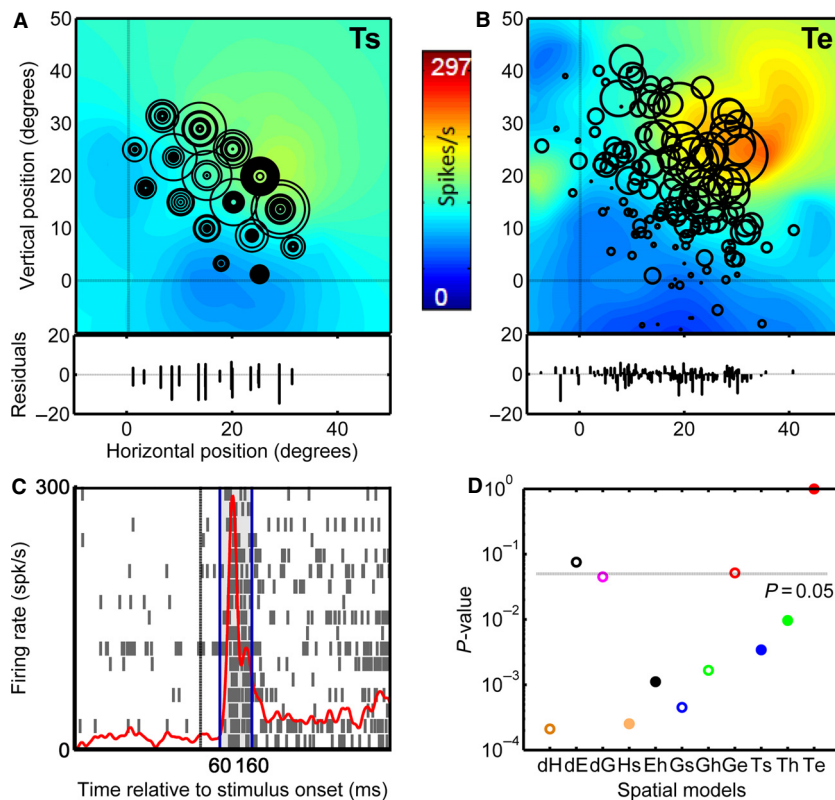 A
Ts
50
40
30
20
10
0
Vertical position (degrees)
20
0
−20
Residuals
0
20
40
Horizontal position (degrees)
297
Spikes/s
0
B
Te
50
40
30
20
10
0
20
0
−20
0
20
40
C
300
0
Firing rate (spk/s)
60 160
Time relative to stimulus onset (ms)
D
10⁰
10⁻¹
10⁻²
10⁻³
10⁻⁴
P-value
P = 0.05
dH dE dG Hs Eh Gs Gh Ge Ts Th Te
Spatial models